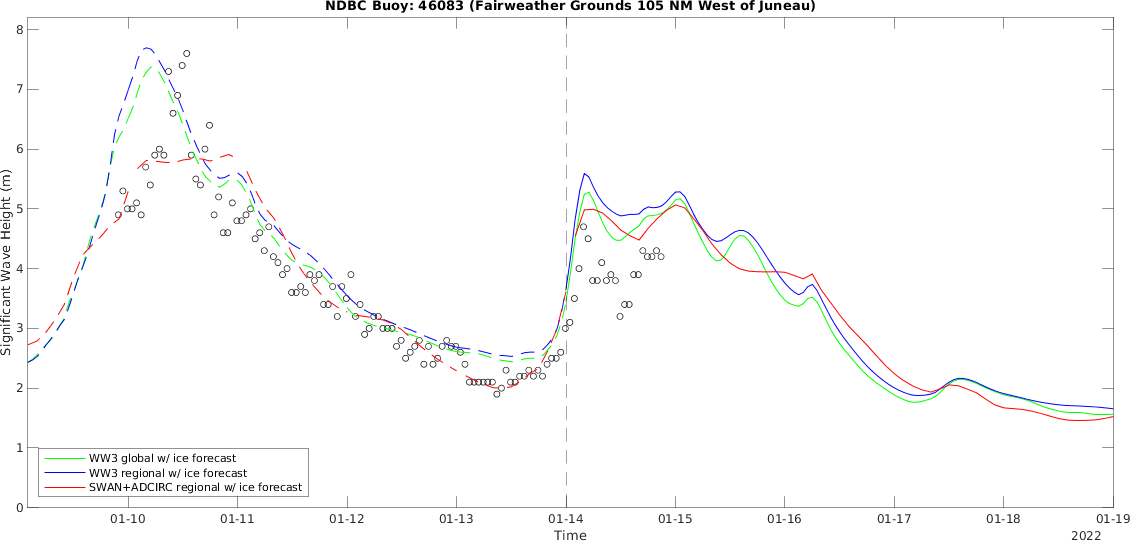 NDBC Buoy: 46083 (Fairweather Grounds 105 NM West of Juneau)
Significant Wave Height (m)
8
7
6
5
4
3
2
1
0
WW3 global w/ ice forecast
WW3 regional w/ ice forecast
SWAN+ADCIRC regional w/ ice forecast
01-10 01-11 01-12 01-13 01-14 01-15 01-16 01-17 01-18 01-19
Time
2022